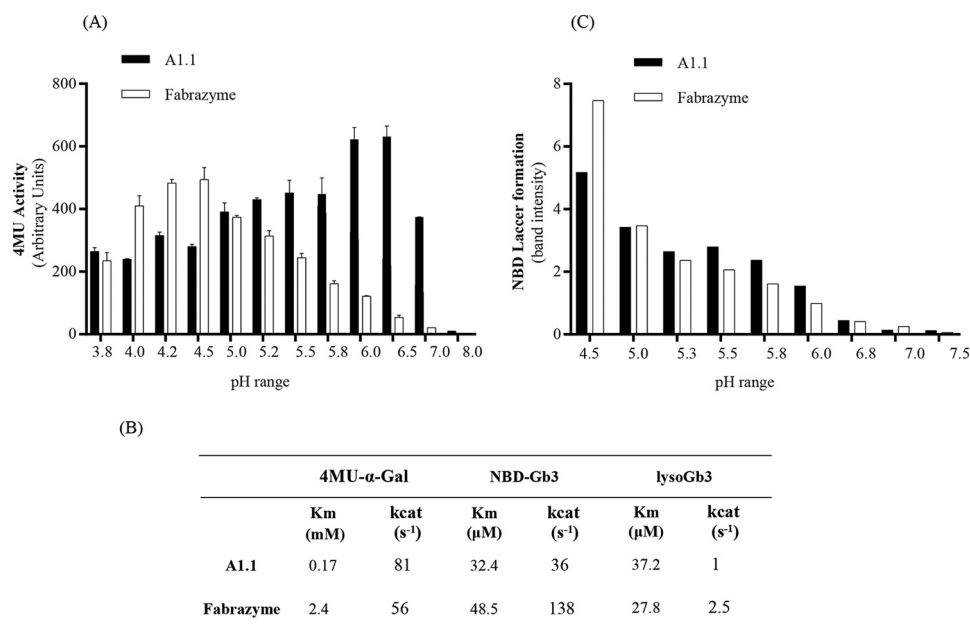 (A)
A1.1
Fabrazyme
4MU Activity
(Arbitrary Units)
800
600
400
200
0
3.8 4.0 4.2 4.5 5.0 5.2 5.5 5.8 6.0 6.5 7.0 8.0
pH range
(C)
A1.1
Fabrazyme
NBD Laccer formation
(band intensity)
8
6
4
2
0
4.5 5.0 5.3 5.5 5.8 6.0 6.8 7.0 7.5
pH range
(B)
4MU-α-Gal NBD-Gb3 lysoGb3
Km kcat Km kcat Km kcat
(mM) (s⁻¹) (μM) (s⁻¹) (μM) (s⁻¹)
A1.1 0.17 81 32.4 36 37.2 1
Fabrazyme 2.4 56 48.5 138 27.8 2.5